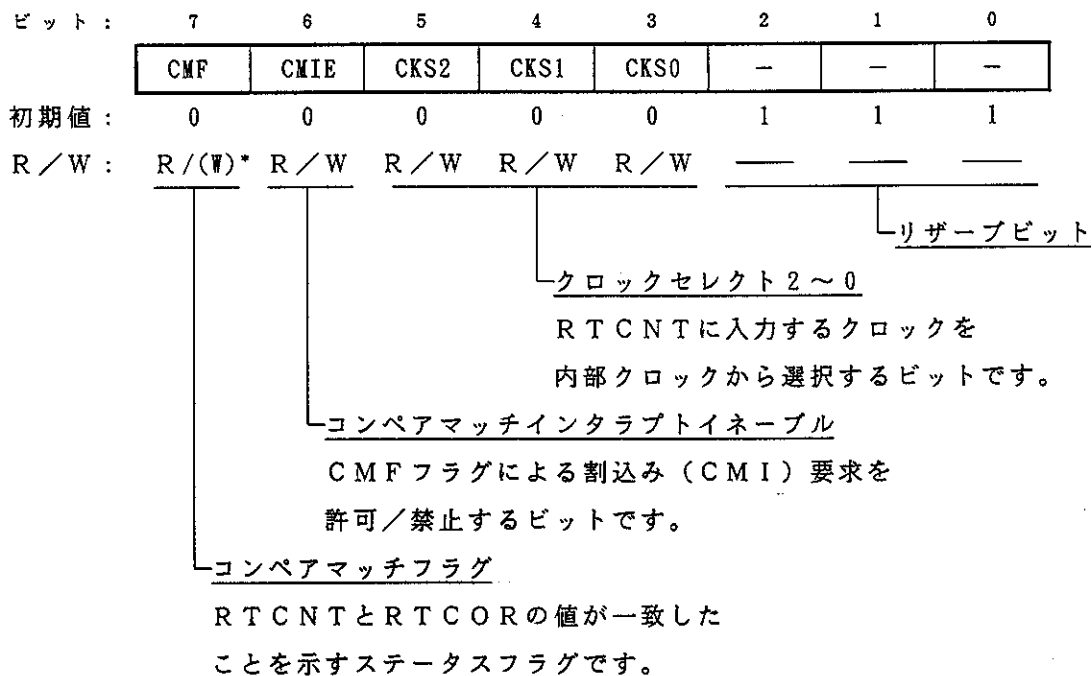 ビット: 7 6 5 4 3 2 1 0
CMF CMIE CKS2 CKS1 CKS0 － － －
初期値: 0 0 0 0 0 1 1 1
R／W: R/(W)* R／W R／W R／W R／W ― ― ―
リザーブビット
クロックセレクト2～0
RTCNTに入力するクロックを
内部クロックから選択するビットです。
コンペアマッチインタラプトイネーブル
CMFフラグによる割込み（CMI）要求を
許可／禁止するビットです。
コンペアマッチフラグ
RTCNTとRTCORの値が一致した
ことを示すステータスフラグです。